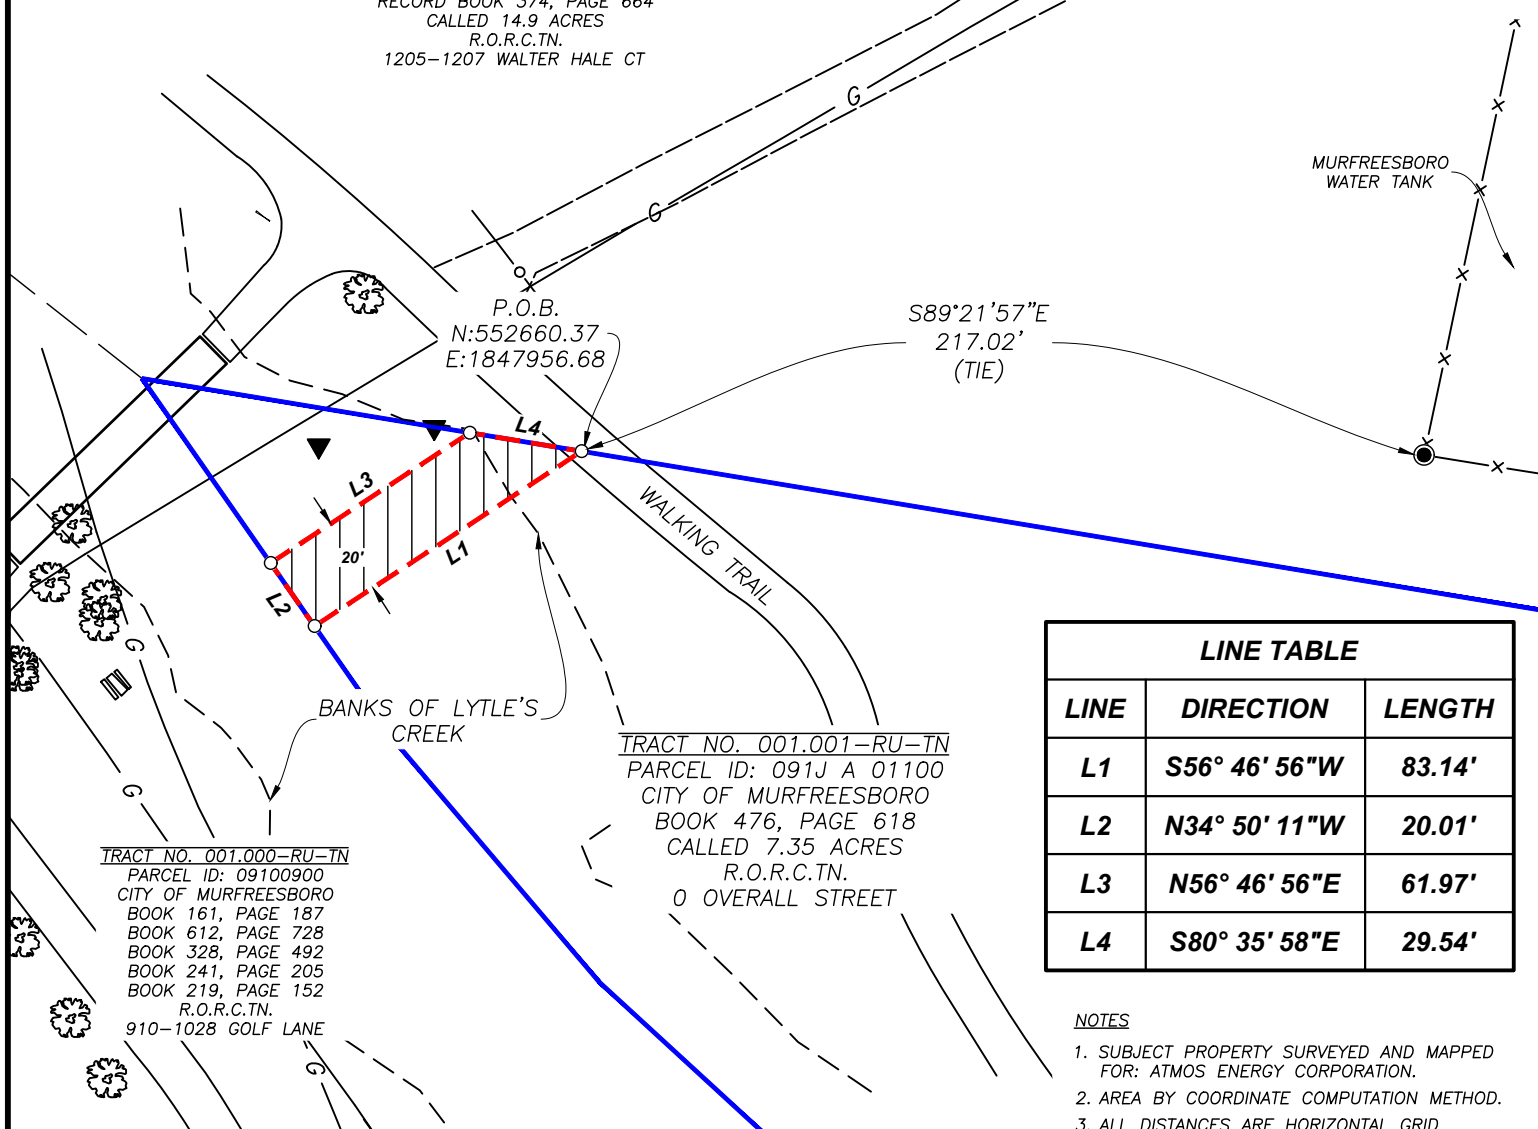 RECORD BOOK 574, PAGE 664
CALLED 14.9 ACRES
R.O.R.C.TN.
1205-1207 WALTER HALE CT
G
G
MURFREESBORO
WATER TANK
P.O.B.
N:552660.37
E:1847956.68
S89°21'57"E
217.02'
(TIE)
L4
L3
20'
L1
L2
WALKING TRAIL
G
G
BANKS OF LYTLE'S
CREEK
TRACT NO. 001.001-RU-TN
PARCEL ID: 091J A 01100
CITY OF MURFREESBORO
BOOK 476, PAGE 618
CALLED 7.35 ACRES
R.O.R.C.TN.
0 OVERALL STREET
TRACT NO. 001.000-RU-TN
PARCEL ID: 09100900
CITY OF MURFREESBORO
BOOK 161, PAGE 187
BOOK 612, PAGE 728
BOOK 328, PAGE 492
BOOK 241, PAGE 205
BOOK 219, PAGE 152
R.O.R.C.TN.
910-1028 GOLF LANE
G
LINE TABLE
LINE DIRECTION LENGTH
L1 S56° 46' 56"W 83.14'
L2 N34° 50' 11"W 20.01'
L3 N56° 46' 56"E 61.97'
L4 S80° 35' 58"E 29.54'
NOTES
1. SUBJECT PROPERTY SURVEYED AND MAPPED
FOR: ATMOS ENERGY CORPORATION.
2. AREA BY COORDINATE COMPUTATION METHOD.
3. ALL DISTANCES ARE HORIZONTAL GRID